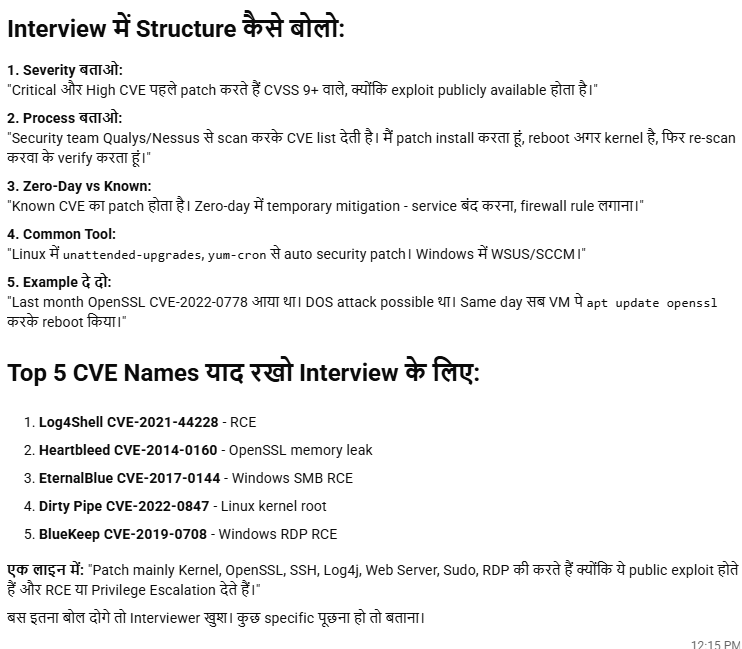 Interview में Structure कैसे बोलो:
1. Severity बताओ:
"Critical और High CVE पहले patch करते हैं CVSS 9+ वाले, क्योंकि exploit publicly available होता है।"
2. Process बताओ:
"Security team Qualys/Nessus से scan करके CVE list देती है। मैं patch install करता हूं, reboot अगर kernel है, फिर re-scan
करवा के verify करता हूं।"
3. Zero-Day vs Known:
"Known CVE का patch होता है। Zero-day में temporary mitigation - service बंद करना, firewall rule लगाना।"
4. Common Tool:
"Linux में unattended-upgrades, yum-cron से auto security patch। Windows में WSUS/SCCM।"
5. Example दे दो:
"Last month OpenSSL CVE-2022-0778 आया था। DOS attack possible था। Same day सब VM पे apt update openssl
करके reboot किया।"
Top 5 CVE Names याद रखो Interview के लिए:
1. Log4Shell CVE-2021-44228 - RCE
2. Heartbleed CVE-2014-0160 - OpenSSL memory leak
3. EternalBlue CVE-2017-0144 - Windows SMB RCE
4. Dirty Pipe CVE-2022-0847 - Linux kernel root
5. BlueKeep CVE-2019-0708 - Windows RDP RCE
एक लाइन में: "Patch mainly Kernel, OpenSSL, SSH, Log4j, Web Server, Sudo, RDP की करते हैं क्योंकि ये public exploit होते
हैं और RCE या Privilege Escalation देते हैं।"
बस इतना बोल दोगे तो Interviewer खुश। कुछ specific पूछना हो तो बताना।
12:15 PM